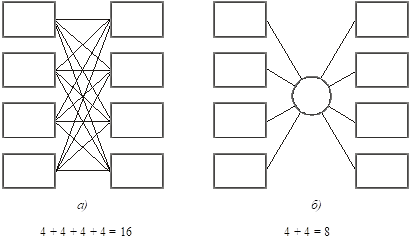 а)
б)
4 + 4 + 4 + 4 = 16
4 + 4 = 8